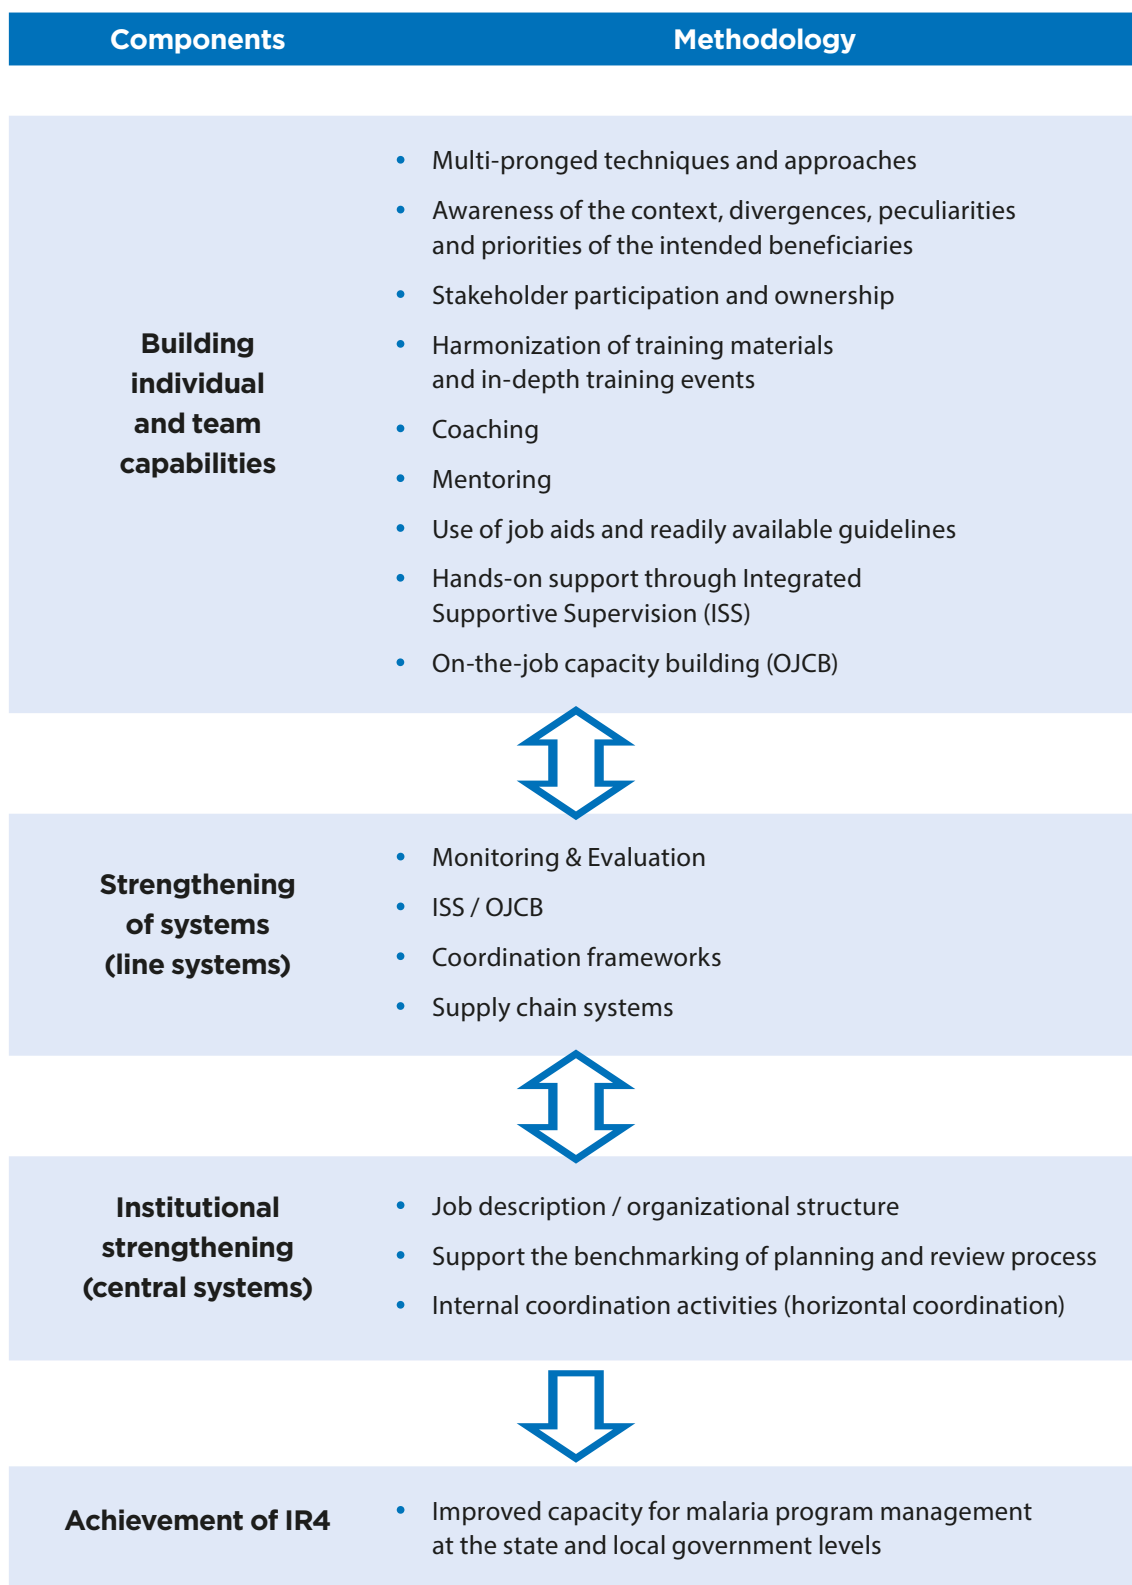 Components Methodology
• Multi-pronged techniques and approaches
• Awareness of the context, divergences, peculiarities
and priorities of the intended beneficiaries
• Stakeholder participation and ownership
• Harmonization of training materials
and in-depth training events
• Coaching
• Mentoring
• Use of job aids and readily available guidelines
• Hands-on support through Integrated
Supportive Supervision (ISS)
• On-the-job capacity building (OJCB)
Building
individual
and team
capabilities
• Monitoring & Evaluation
• ISS / OJCB
• Coordination frameworks
• Supply chain systems
Strengthening
of systems
(line systems)
• Job description / organizational structure
• Support the benchmarking of planning and review process
• Internal coordination activities (horizontal coordination)
Institutional
strengthening
(central systems)
Achievement of IR4
• Improved capacity for malaria program management
at the state and local government levels